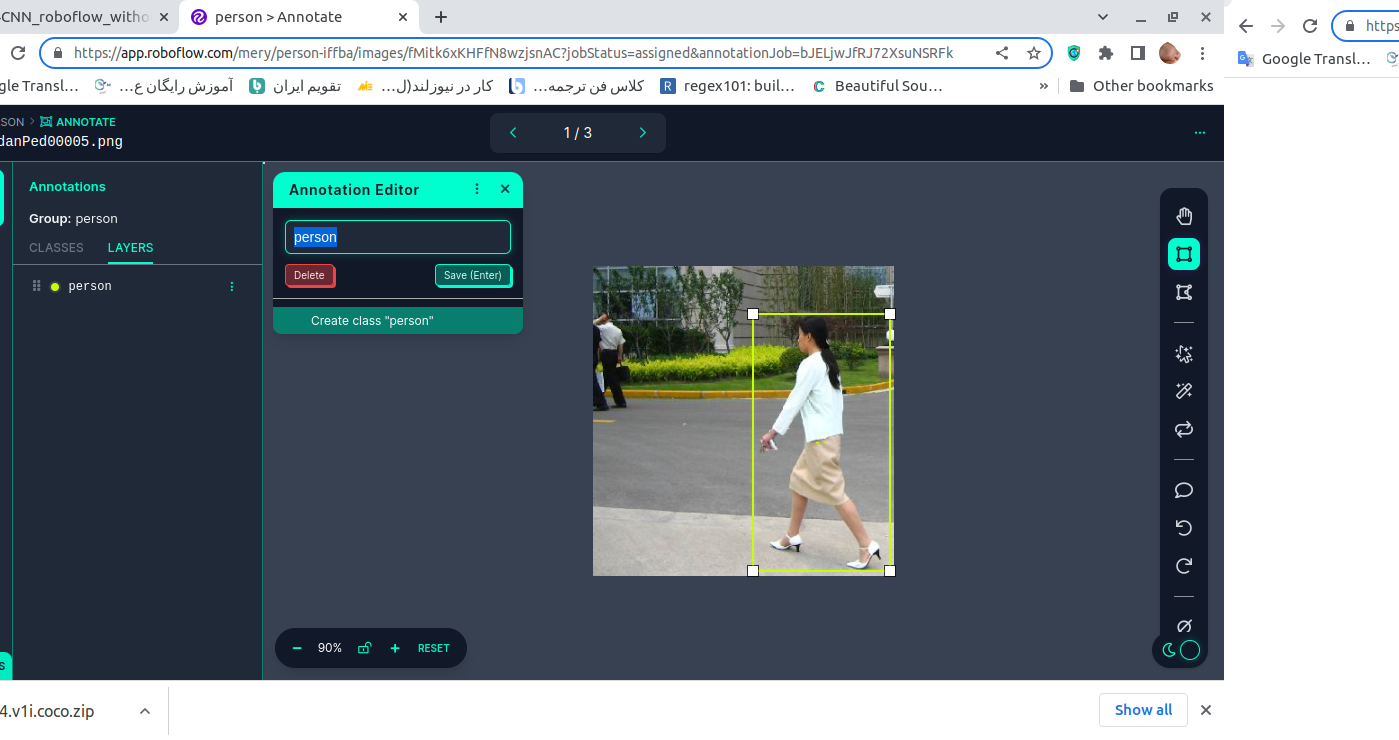 -CNN_roboflow_witho
person > Annotate
https://app.roboflow.com/mery/person-iffba/images/fMitk6xKHFfN8wzjsnAC?jobStatus=assigned&annotationJob=bJELjwJfRJ72XsuNSRFk
https
gle Transl…
آموزش رایگان ع…
تقویم ایران
کار در نیوزلند(ل…
کلاس فن ترجمه…
regex101: buil…
Beautiful Sou…
»
Other bookmarks
Google Transl…
SON > ANNOTATE
danPed00005.png
1 / 3
Annotations
Group: person
CLASSES
LAYERS
person
Annotation Editor
person
Delete
Save (Enter)
Create class "person"
90%
RESET
S
4.v1i.coco.zip
Show all